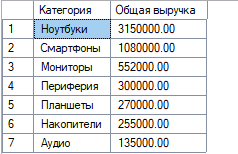 Категория Общая выручка
1 Ноутбуки 3150000.00
2 Смартфоны 1080000.00
3 Мониторы 552000.00
4 Периферия 300000.00
5 Планшеты 270000.00
6 Накопители 255000.00
7 Аудио 135000.00